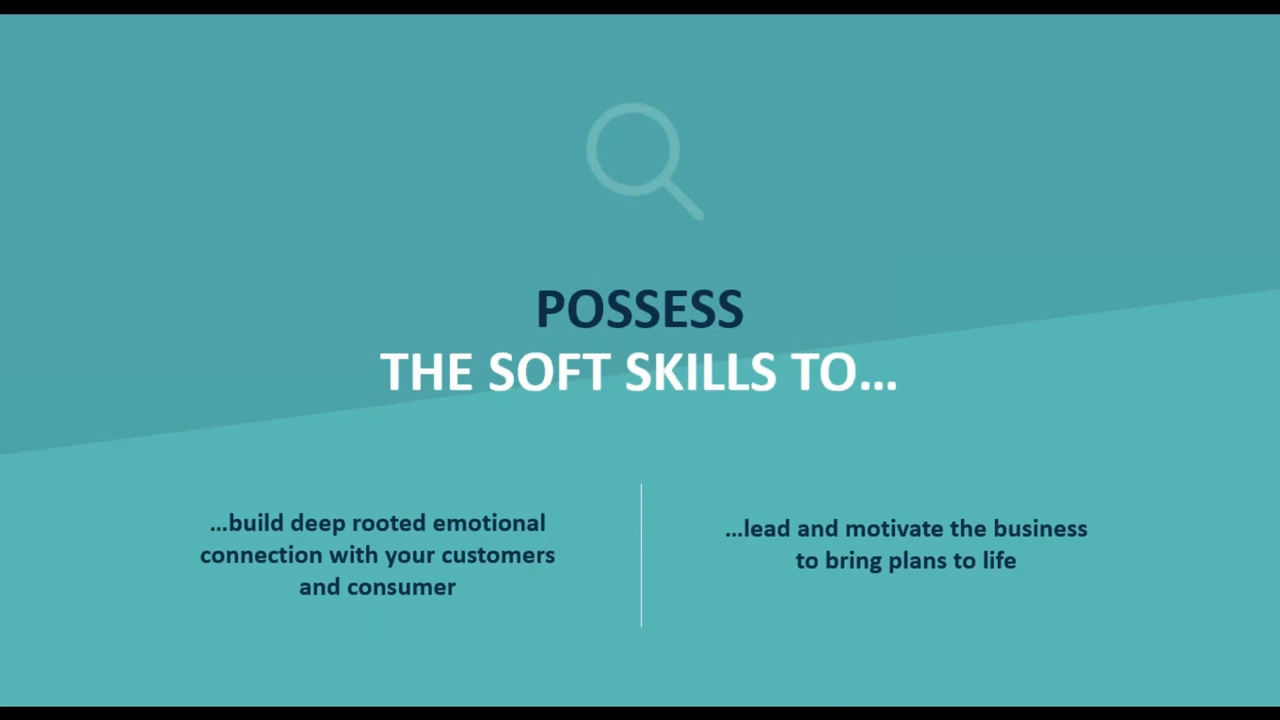 POSSESS
THE SOFT SKILLS TO...
...build deep rooted emotional
connection with your customers
and consumer
...lead and motivate the business
to bring plans to life